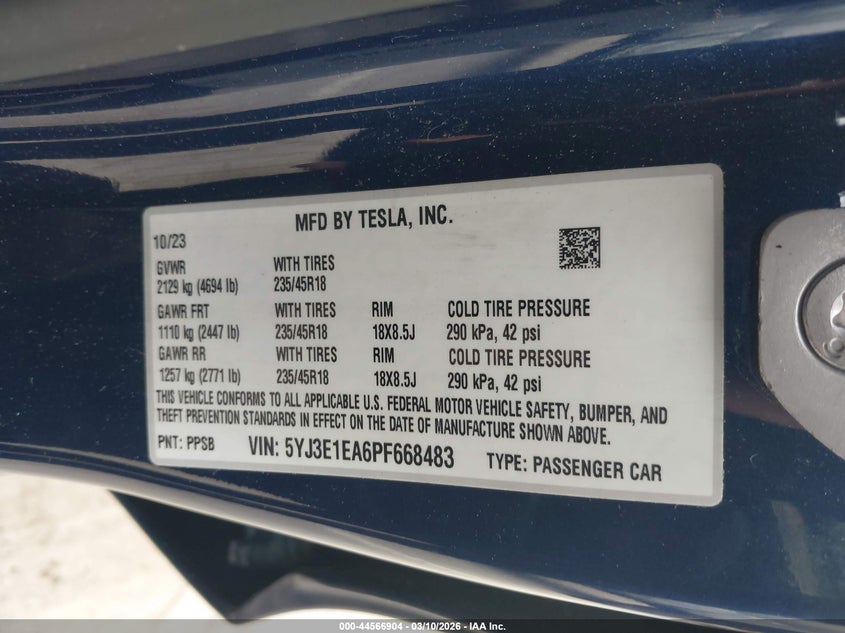 MFD BY TESLA, INC.
10/23
GVWR WITH TIRES
2129 kg (4694 lb) 235/45R18
GAWR FRT WITH TIRES RIM COLD TIRE PRESSURE
1110 kg (2447 lb) 235/45R18 18X8.5J 290 kPa, 42 psi
GAWR RR WITH TIRES RIM COLD TIRE PRESSURE
1257 kg (2771 lb) 235/45R18 18X8.5J 290 kPa, 42 psi
THIS VEHICLE CONFORMS TO ALL APPLICABLE U.S. FEDERAL MOTOR VEHICLE SAFETY, BUMPER, AND
THEFT PREVENTION STANDARDS IN EFFECT ON THE DATE OF MANUFACTURE SHOWN ABOVE.
PNT: PPSB VIN: 5YJ3E1EA6PF668483 TYPE: PASSENGER CAR
000-44566904 - 03/10/2026 - IAA Inc.